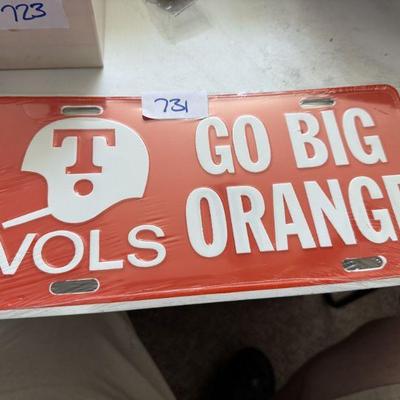 723
731
T
VOLS
GO BIG
ORANGE